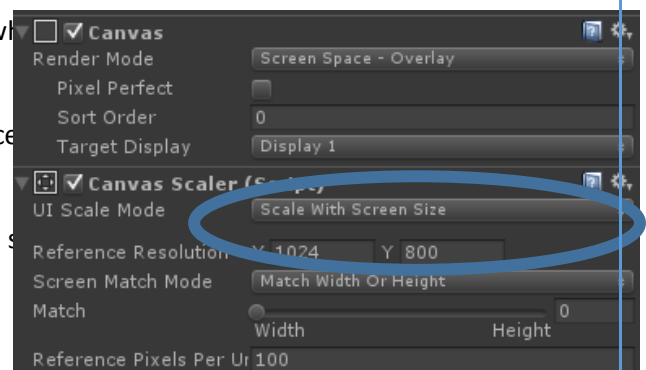 wh
Canvas
Render Mode Screen Space - Overlay
Pixel Perfect
Sort Order 0
ce
Target Display Display 1
Canvas Scaler
UI Scale Mode Scale With Screen Size
s
Reference Resolution X 1024 Y 800
Screen Match Mode Match Width Or Height
Match 0
Width Height
Reference Pixels Per Ur 100